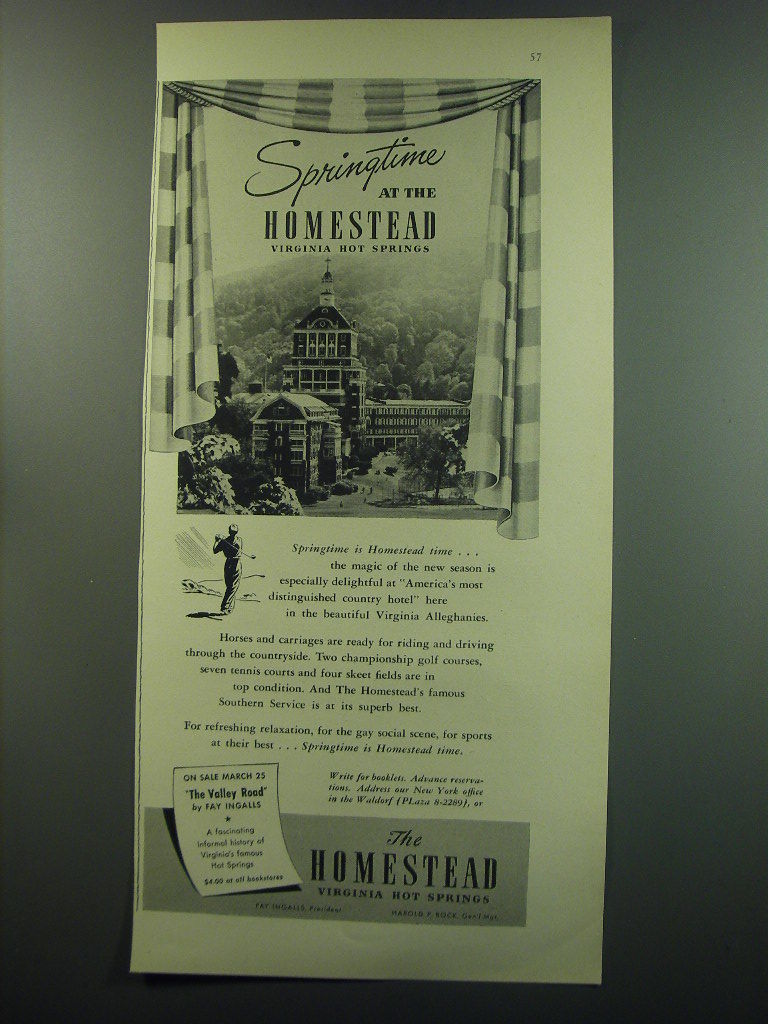 57
Springtime
AT THE
HOMESTEAD
VIRGINIA HOT SPRINGS
Springtime is Homestead time . . .
the magic of the new season is
especially delightful at "America's most
distinguished country hotel" here
in the beautiful Virginia Alleghanies.
Horses and carriages are ready for riding and driving
through the countryside. Two championship golf courses,
seven tennis courts and four skeet fields are in
top condition. And The Homestead's famous
Southern Service is at its superb best.
For refreshing relaxation, for the gay social scene, for sports
at their best . . . Springtime is Homestead time.
ON SALE MARCH 25
"The Valley Road"
by FAY INGALLS
★
A fascinating
informal history of
Virginia's famous
Hot Springs
$4.00 at all bookstores
Write for booklets. Advance reserva-
tions. Address our New York office
in the Waldorf (PLaza 8-2289), or
The
HOMESTEAD
VIRGINIA HOT SPRINGS
FAY INGALLS, President
HAROLD P. BOCK, Gen'l Mgr.